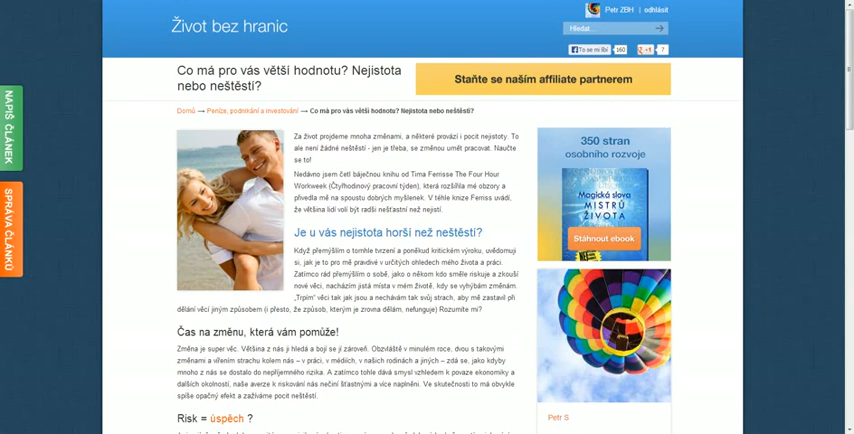 Petr ZBH | odhlásit
Život bez hranic
Hledat...
To se mi líbí 160 +1 7
Co má pro vás větší hodnotu? Nejistota
nebo neštěstí?
Staňte se naším affiliate partnerem
NAPIŠ ČLÁNEK
SPRÁVA ČLÁNKŮ
Domů → Peníze, podnikání a investování → Co má pro vás větší hodnotu? Nejistota nebo neštěstí?
Za život projdeme mnoha změnami, a některé provází i pocit nejistoty. To
ale není žádné neštěstí - jen je třeba, se změnou umět pracovat. Naučte
se to!
Nedávno jsem četl báječnou knihu od Tima Ferrisse The Four Hour
Workweek (Čtyřhodinový pracovní týden), která rozšířila mé obzory a
přivedla mě na spoustu dobrých myšlenek. V téhle knize Ferriss uvádí,
že většina lidí volí být radši nešťastní než nejistí.
Je u vás nejistota horší než neštěstí?
Když přemýšlím o tomhle tvrzení a poněkud kritickém výroku, uvědomuji
si, jak je to pro mě pravdivé v určitých ohledech mého života a práci.
Zatímco rád přemýšlím o sobě, jako o někom kdo směle riskuje a zkouší
nové věci, nacházím jistá místa v mém životě, kdy se vyhýbám změnám.
„Trpím“ věci tak jak jsou a nechávám tak svůj strach, aby mě zastavil při
dělání věcí jiným způsobem (i přesto, že způsob, kterým je zrovna dělám, nefunguje) Rozumíte mi?
Čas na změnu, která vám pomůže!
Změna je super věc. Většina z nás ji hledá a bojí se jí zároveň. Obzvláště v minulém roce, dvou s takovými
změnami a vířením strachu kolem nás – v práci, v médiích, v našich rodinách a jiných – zdá se, jako kdyby
mnoho z nás se dostalo do nepříjemného rizika. A zatímco tohle dává smysl vzhledem k povaze ekonomiky a
dalších okolností, naše averze k riskování nás nečiní šťastnými a více naplnění. Ve skutečnosti to má obvykle
spíše opačný efekt a zažíváme pocit neštěstí.
Risk = úspěch ?
350 stran
osobního rozvoje
Magická slova
MISTRŮ
ŽIVOTA
Stáhnout ebook
Petr S